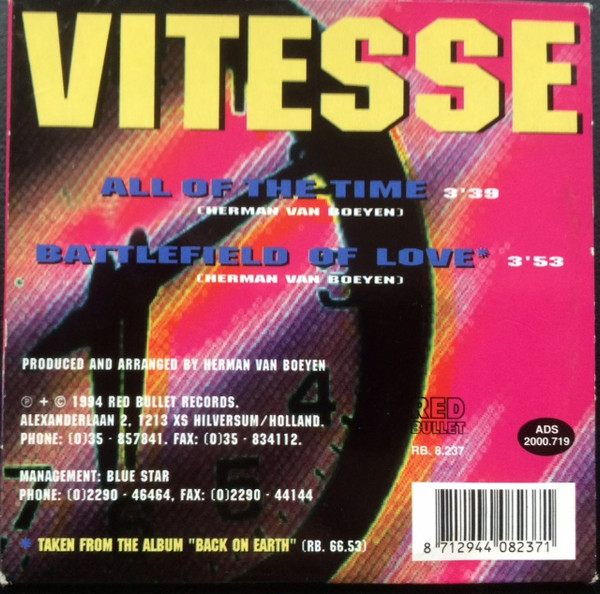 VITESSE
ALL OF THE TIME 3'39
(HERMAN VAN BOEYEN)
BATTLEFIELD OF LOVE* 3'53
(HERMAN VAN BOEYEN)
PRODUCED AND ARRANGED BY HERMAN VAN BOEYEN
℗ + © 1994 RED BULLET RECORDS.
ALEXANDERLAAN 2, 1213 XS HILVERSUM/HOLLAND.
PHONE: (0)35 - 857841. FAX: (0)35 - 834112.
MANAGEMENT: BLUE STAR
PHONE: (0)2290 - 46464, FAX: (0)2290 - 44144
* TAKEN FROM THE ALBUM "BACK ON EARTH" (RB. 66.53)
4
5
7
RED
BULLET
RB. 8.237
ADS
2000.719
8 712944 082371